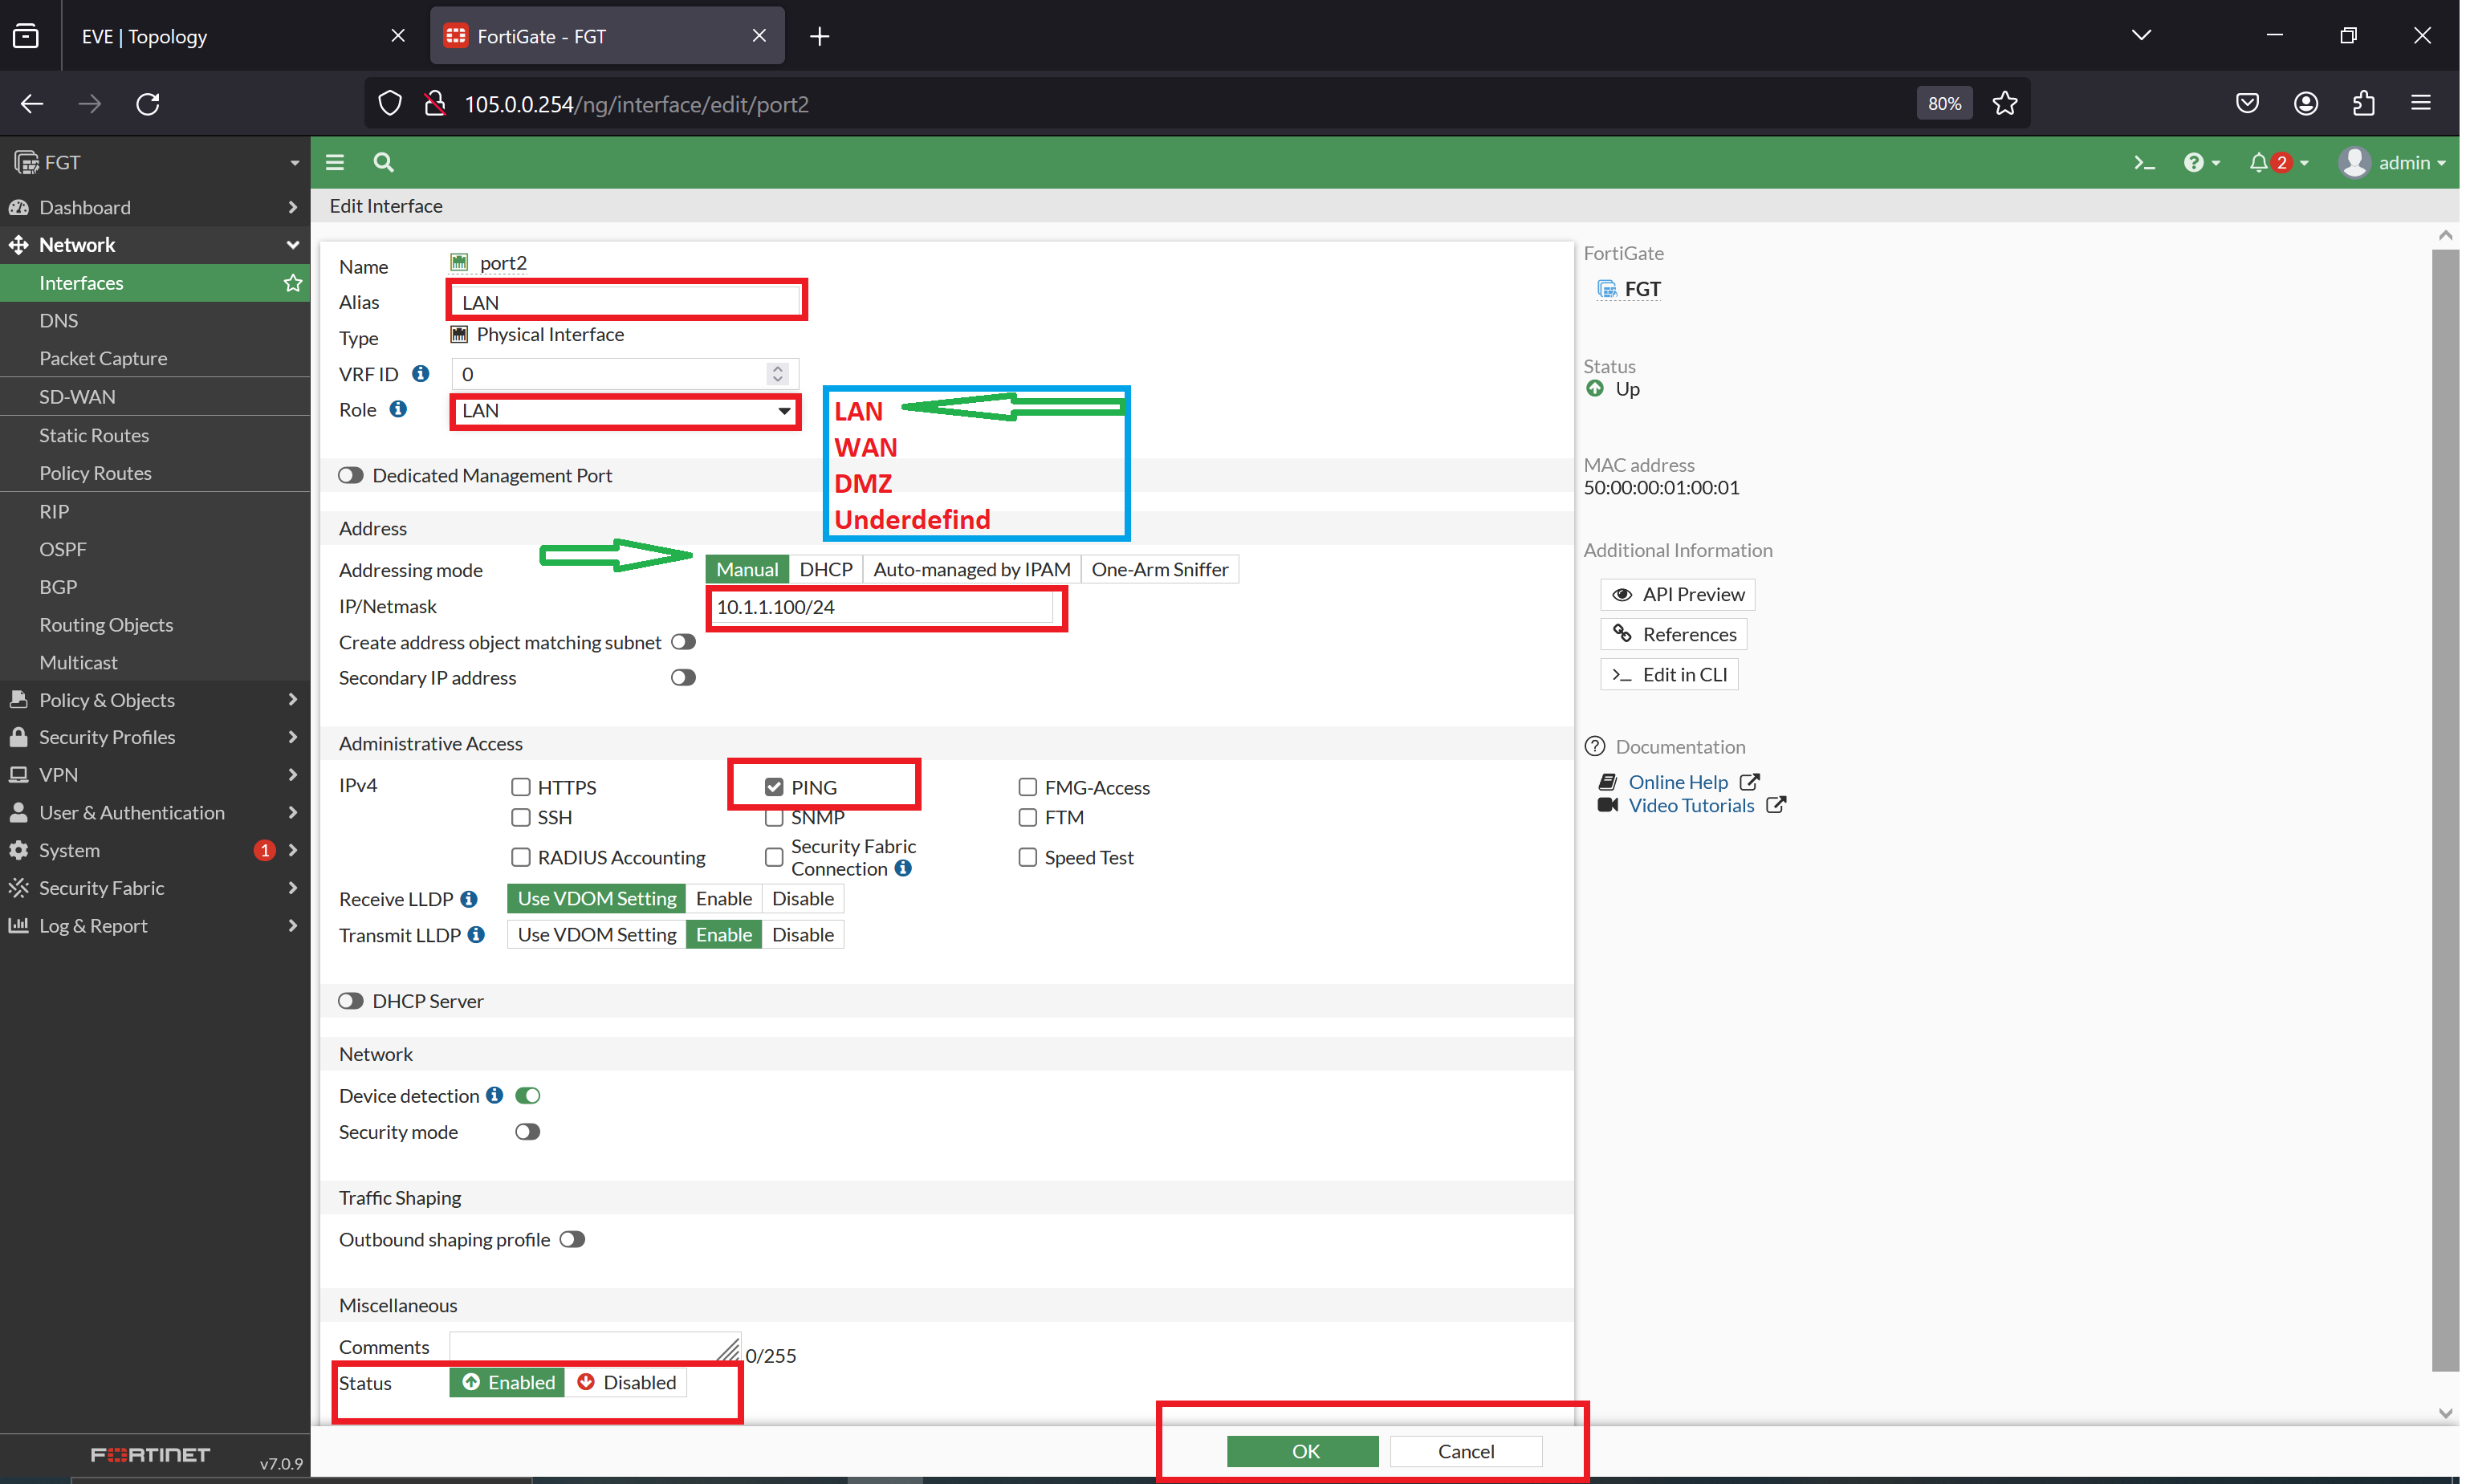 EVE | Topology
FortiGate - FGT
105.0.0.254/ng/interface/edit/port2
80%
FGT
2
admin
Dashboard
Network
Interfaces
DNS
Packet Capture
SD-WAN
Static Routes
Policy Routes
RIP
OSPF
BGP
Routing Objects
Multicast
Policy & Objects
Security Profiles
VPN
User & Authentication
System 1
Security Fabric
Log & Report
FORTINET v7.0.9
Edit Interface
Name port2
Alias LAN
Type Physical Interface
VRF ID 0
Role LAN
LAN
WAN
DMZ
Underdefind
Dedicated Management Port
Address
Addressing mode Manual DHCP Auto-managed by IPAM One-Arm Sniffer
IP/Netmask 10.1.1.100/24
Create address object matching subnet
Secondary IP address
Administrative Access
IPv4 HTTPS PING FMG-Access
SSH SNMP FTM
RADIUS Accounting Security Fabric Connection Speed Test
Receive LLDP Use VDOM Setting Enable Disable
Transmit LLDP Use VDOM Setting Enable Disable
DHCP Server
Network
Device detection
Security mode
Traffic Shaping
Outbound shaping profile
Miscellaneous
Comments 0/255
Status Enabled Disabled
OK Cancel
FortiGate
FGT
Status
Up
MAC address
50:00:00:01:00:01
Additional Information
API Preview
References
Edit in CLI
Documentation
Online Help
Video Tutorials